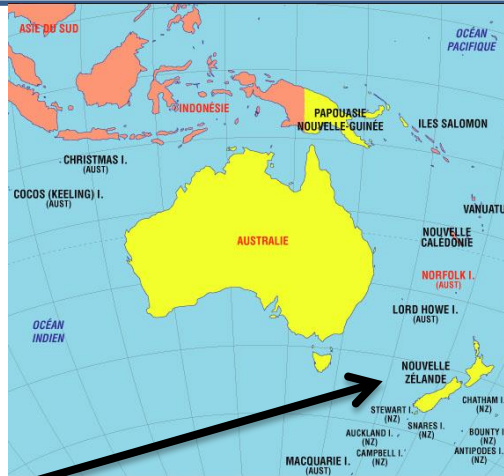 ASIE DU SUD
OCÉAN
PACIFIQUE
INDONÉSIE
PAPOUASIE
NOUVELLE-GUINÉE
ILES SALOMON
CHRISTMAS I.
(AUST)
COCOS (KEELING) I.
(AUST)
VANUATU
NOUVELLE
CALÉDONIE
AUSTRALIE
NORFOLK I.
(AUST)
LORD HOWE I.
(AUST)
OCÉAN
INDIEN
NOUVELLE
ZÉLANDE
CHATHAM I.
(NZ)
STEWART I.
(NZ)
SNARES I.
(NZ)
BOUNTY I.
(NZ)
AUCKLAND I.
(NZ)
CAMPBELL I.
(NZ)
ANTIPODES I.
(NZ)
MACQUARIE I.
(AUST)